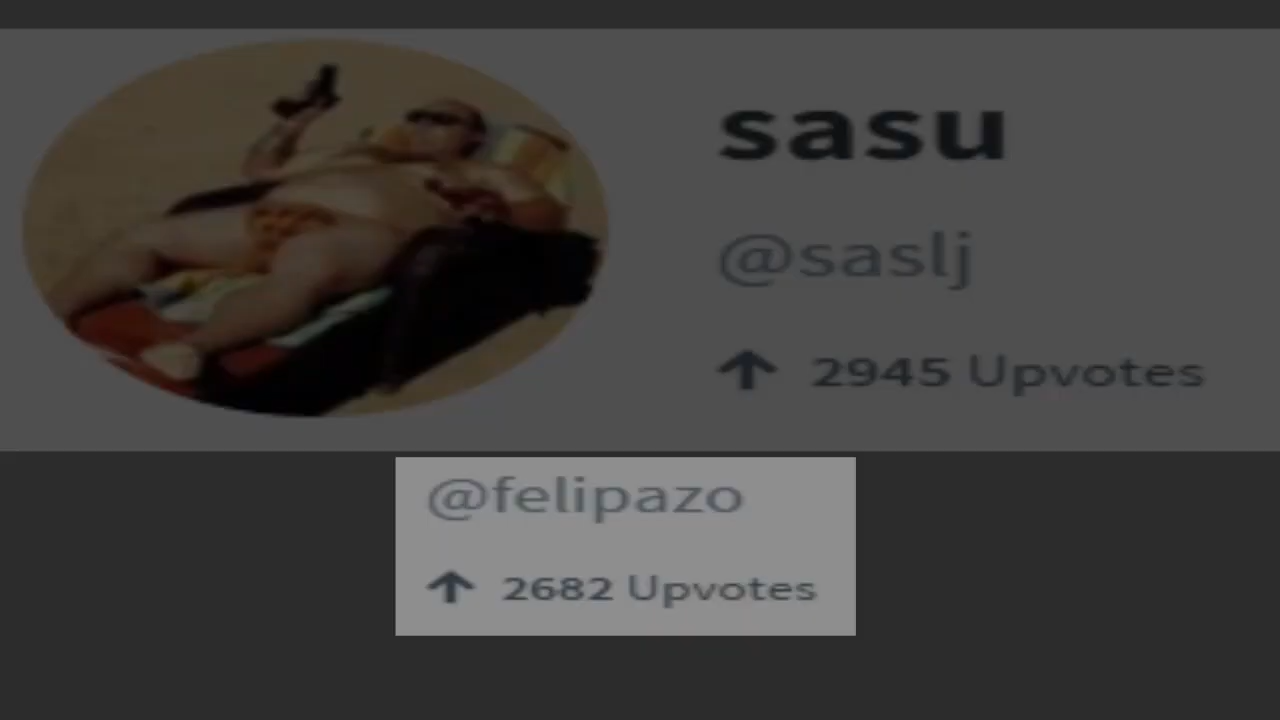 sasu
@saslj
↑ 2945 Upvotes
@felipazo
↑ 2682 Upvotes